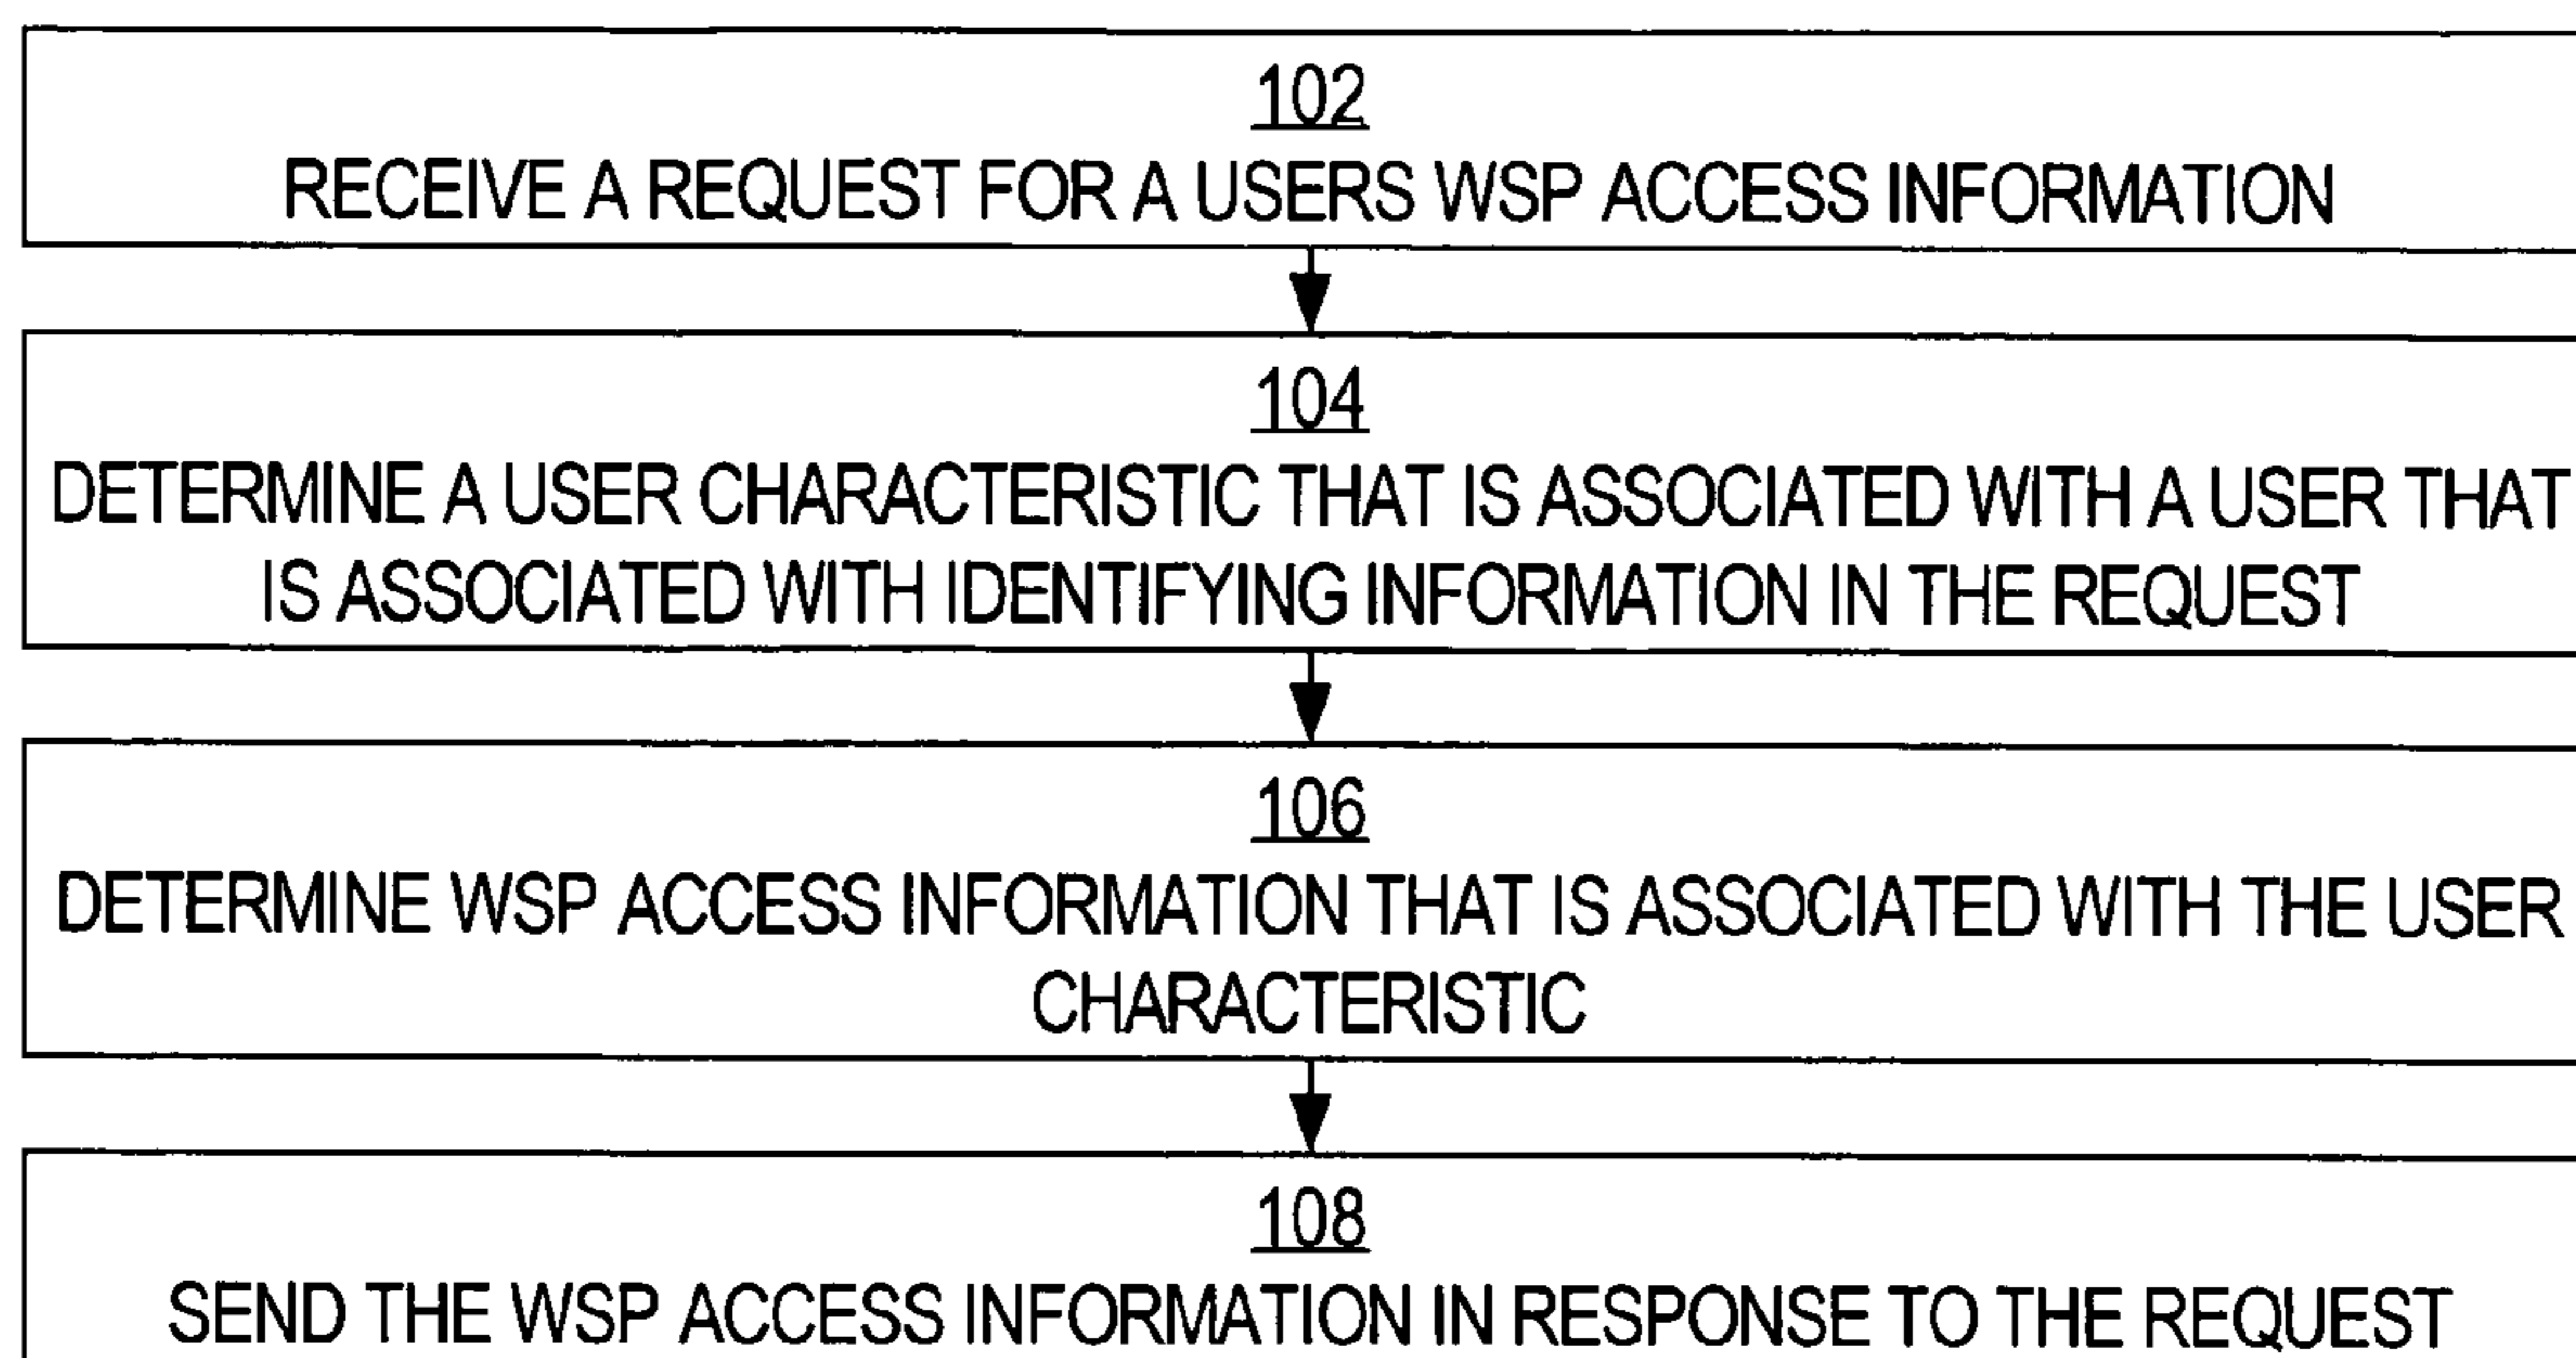 102
RECEIVE A REQUEST FOR A USERS WSP ACCESS INFORMATION
104
DETERMINE A USER CHARACTERISTIC THAT IS ASSOCIATED WITH A USER THAT
IS ASSOCIATED WITH IDENTIFYING INFORMATION IN THE REQUEST
106
DETERMINE WSP ACCESS INFORMATION THAT IS ASSOCIATED WITH THE USER
CHARACTERISTIC
108
SEND THE WSP ACCESS INFORMATION IN RESPONSE TO THE REQUEST